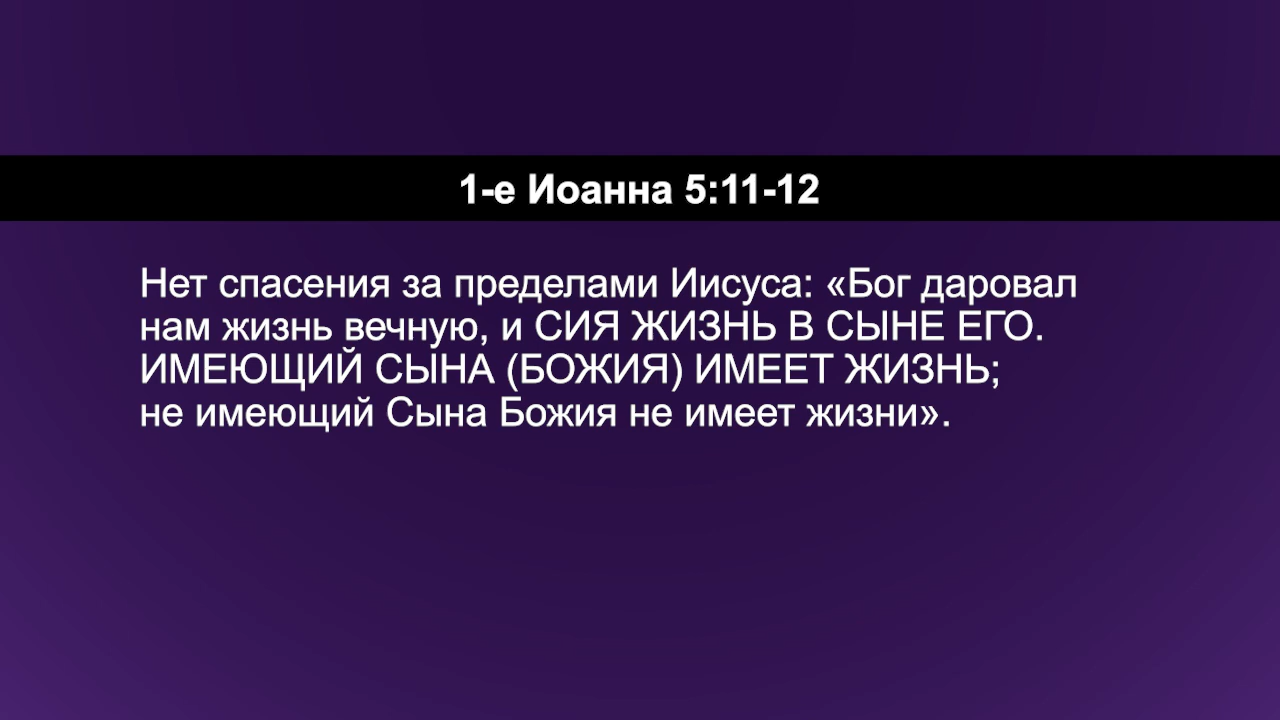 1-е Иоанна 5:11-12
Нет спасения за пределами Иисуса: «Бог даровал
нам жизнь вечную, и СИЯ ЖИЗНЬ В СЫНЕ ЕГО.
ИМЕЮЩИЙ СЫНА (БОЖИЯ) ИМЕЕТ ЖИЗНЬ;
не имеющий Сына Божия не имеет жизни».